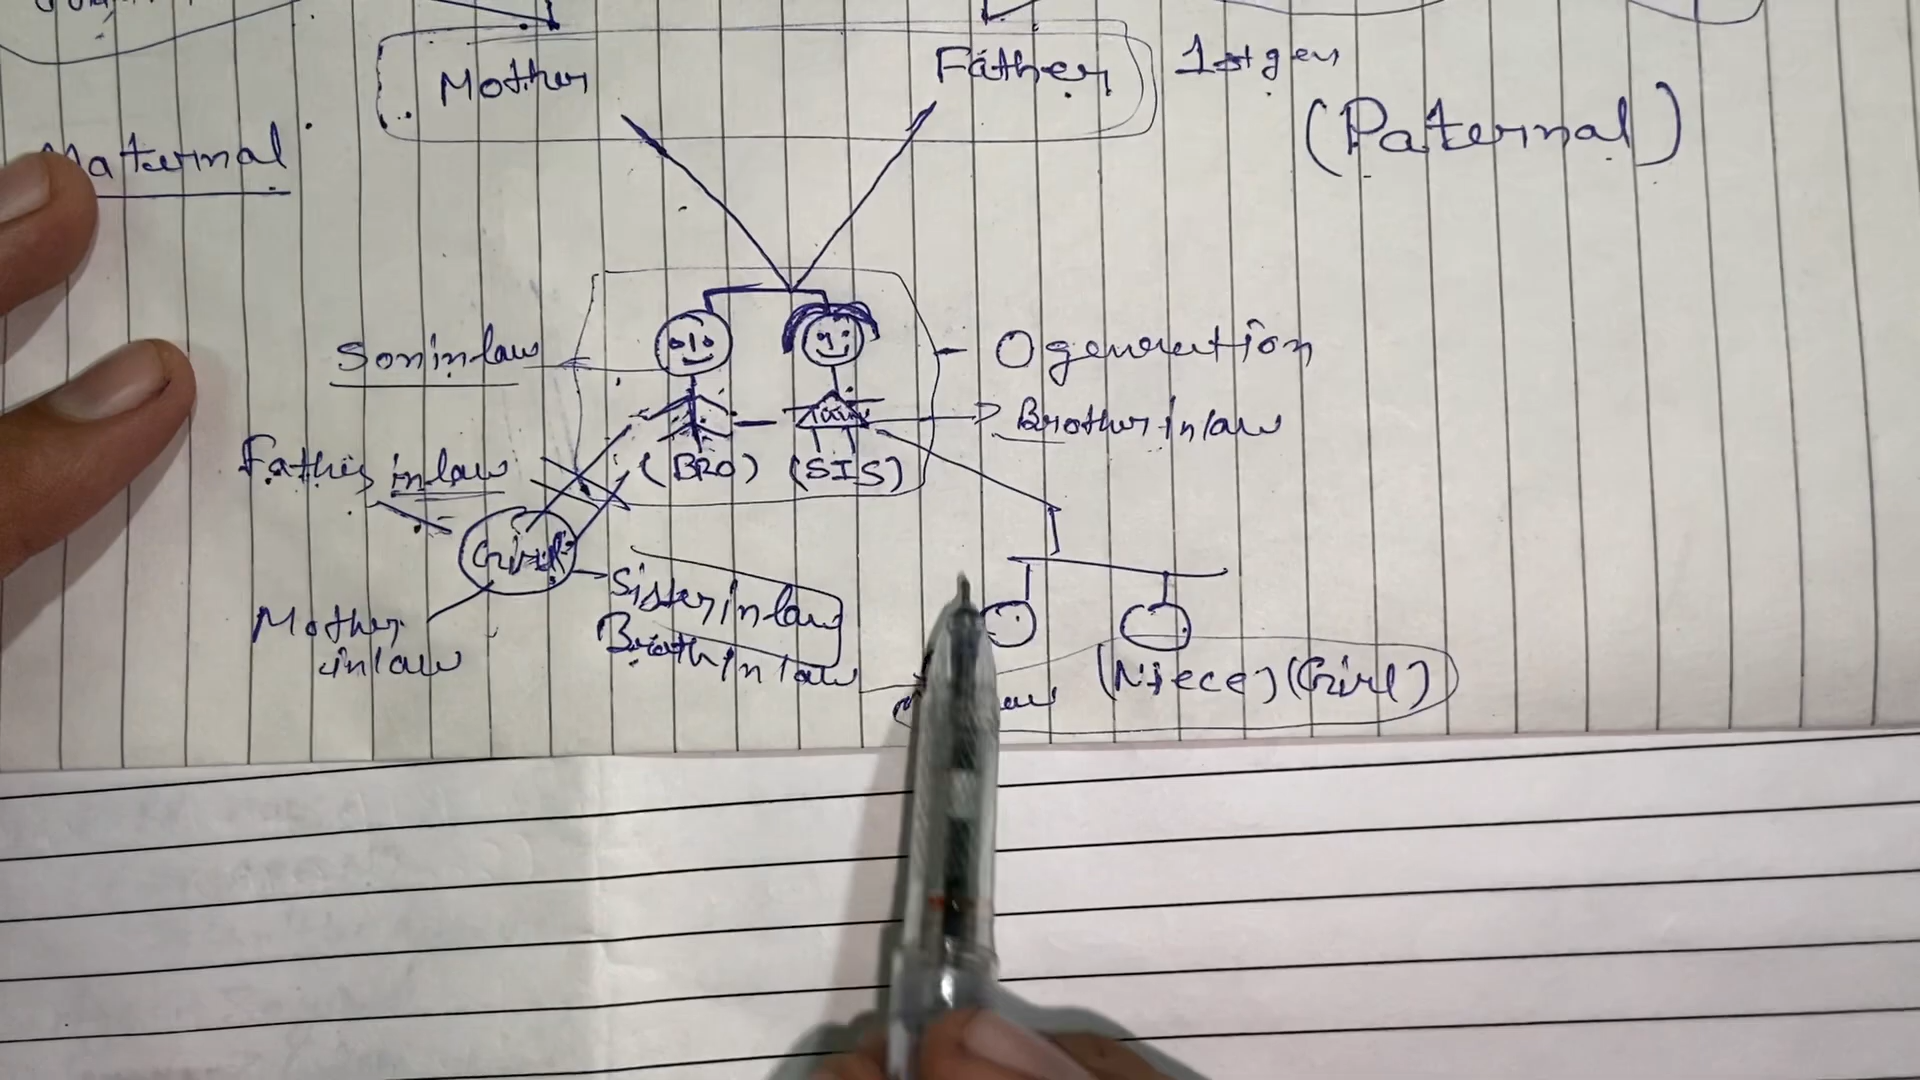 Mother
Father
1st gen
(Paternal)
Maternal
Son in law
0 generation
Brother in law
Father in law
(BRO)
(SIS)
Girl
Sister in law
Broth in law
Mother
in law
(Niece) (Girl)